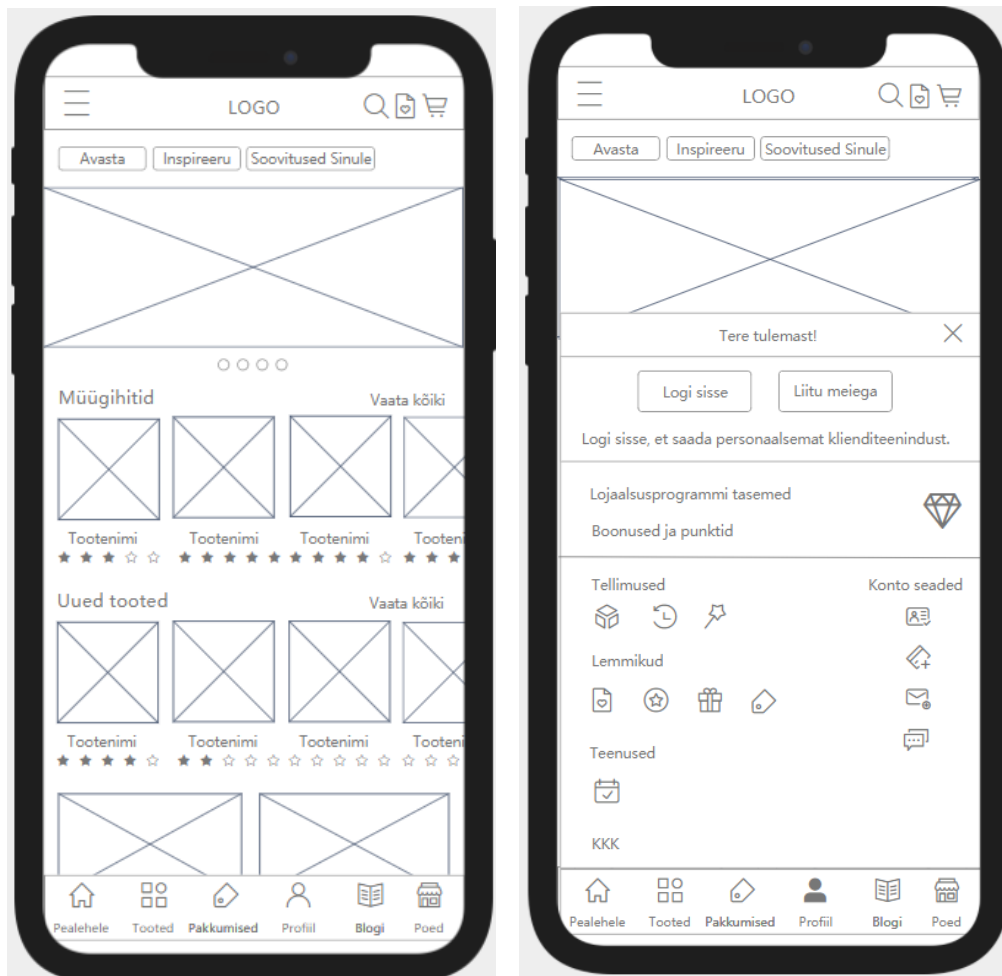 LOGO
Avasta Inspireeru Soovitused Sinule
Müügihitid Vaata kõiki
Tootenimi Tootenimi Tootenimi Tooteni
Uued tooted Vaata kõiki
Tootenimi Tootenimi Tootenimi Tooteni
Pealehele Tooted Pakkumised Profiil Blogi Poed
LOGO
Avasta Inspireeru Soovitused Sinule
Tere tulemast!
Logi sisse Liitu meiega
Logi sisse, et saada personaalsemat klienditeenindust.
Lojaalsusprogrammi tasemed
Boonused ja punktid
Tellimused Konto seaded
Lemmikud
Teenused
KKK
Pealehele Tooted Pakkumised Profiil Blogi Poed